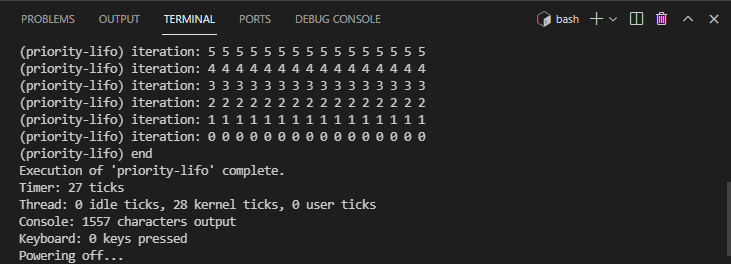 PROBLEMS OUTPUT TERMINAL PORTS DEBUG CONSOLE bash
(priority-lifo) iteration: 5 5 5 5 5 5 5 5 5 5 5 5 5 5 5 5
(priority-lifo) iteration: 4 4 4 4 4 4 4 4 4 4 4 4 4 4 4 4
(priority-lifo) iteration: 3 3 3 3 3 3 3 3 3 3 3 3 3 3 3 3
(priority-lifo) iteration: 2 2 2 2 2 2 2 2 2 2 2 2 2 2 2 2
(priority-lifo) iteration: 1 1 1 1 1 1 1 1 1 1 1 1 1 1 1 1
(priority-lifo) iteration: 0 0 0 0 0 0 0 0 0 0 0 0 0 0 0 0
(priority-lifo) end
Execution of 'priority-lifo' complete.
Timer: 27 ticks
Thread: 0 idle ticks, 28 kernel ticks, 0 user ticks
Console: 1557 characters output
Keyboard: 0 keys pressed
Powering off...